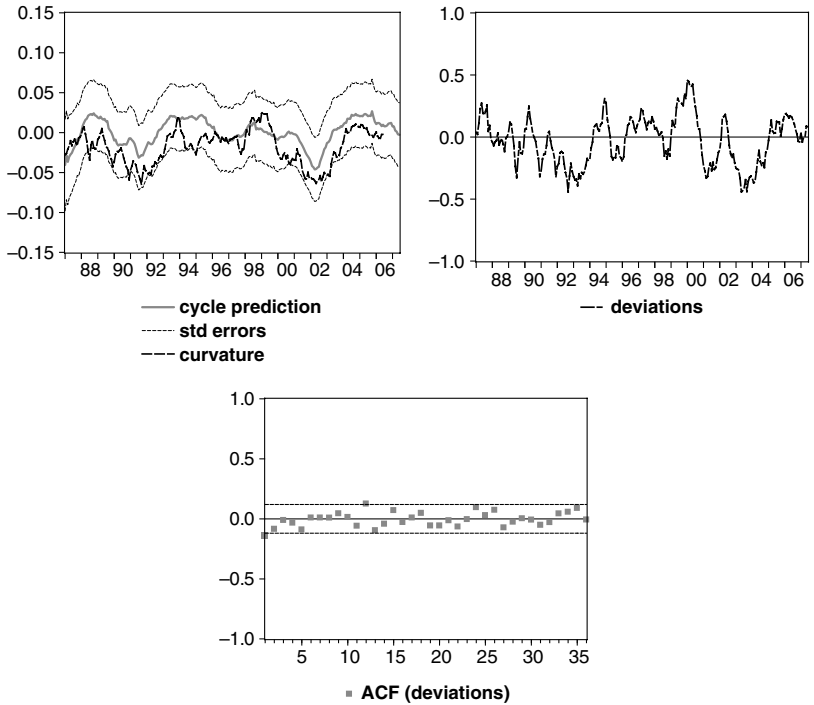 0.15
0.10
0.05
0.00
–0.05
–0.10
–0.15
88 90 92 94 96 98 00 02 04 06
cycle prediction
std errors
curvature
1.0
0.5
0.0
–0.5
–1.0
88 90 92 94 96 98 00 02 04 06
deviations
1.0
0.5
0.0
–0.5
–1.0
5 10 15 20 25 30 35
ACF (deviations)